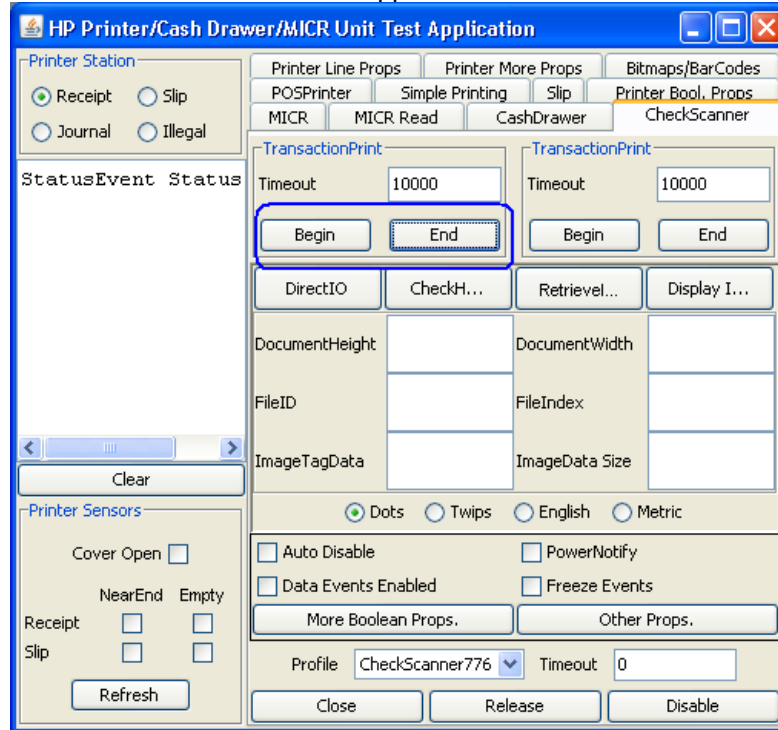 HP Printer/Cash Drawer/MICR Unit Test Application
Printer Station
Receipt Slip
Journal Illegal
StatusEvent Status
Clear
Printer Sensors
Cover Open
NearEnd Empty
Receipt
Slip
Refresh
Printer Line Props Printer More Props Bitmaps/BarCodes
POSPrinter Simple Printing Slip Printer Bool. Props
MICR MICR Read CashDrawer CheckScanner
TransactionPrint TransactionPrint
Timeout 10000 Timeout 10000
Begin End Begin End
DirectIO CheckH... Retrievel... Display I...
DocumentHeight DocumentWidth
FileID FileIndex
ImageTagData ImageData Size
Dots Twips English Metric
Auto Disable PowerNotify
Data Events Enabled Freeze Events
More Boolean Props. Other Props.
Profile CheckScanner776 Timeout 0
Close Release Disable